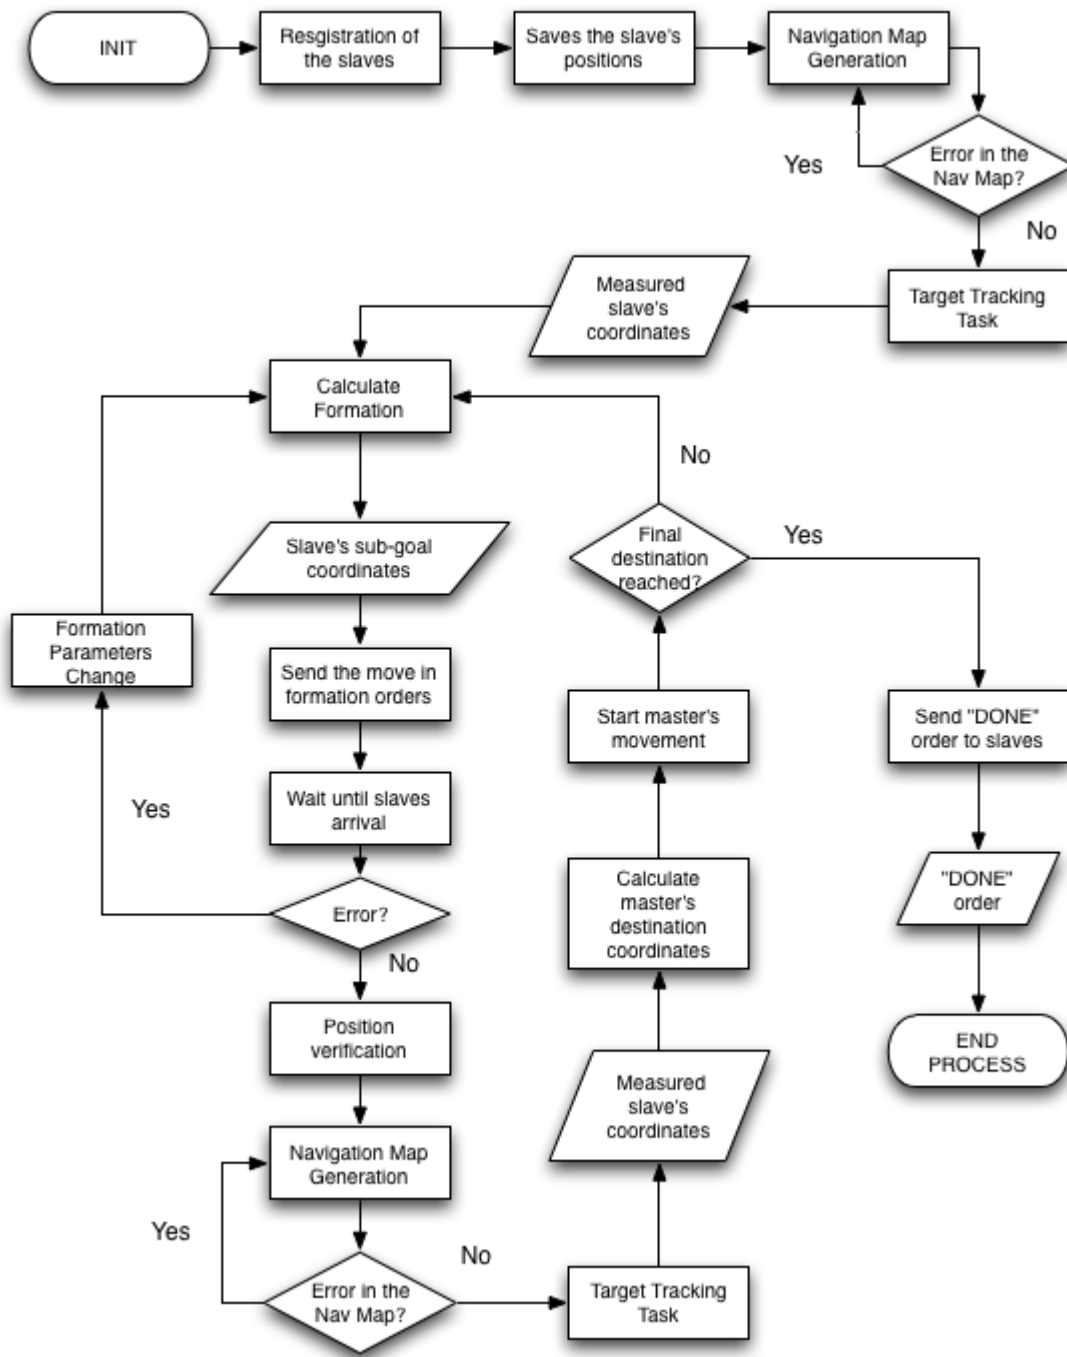 INIT
Resgistration of
the slaves
Saves the slave's
positions
Navigation Map
Generation
Error in the
Nav Map?
Yes
No
Target Tracking
Task
Measured
slave's
coordinates
Calculate
Formation
No
Slave's sub-goal
coordinates
Final
destination
reached?
Yes
Formation
Parameters
Change
Send the move in
formation orders
Start master's
movement
Send "DONE"
order to slaves
Wait until slaves
arrival
Yes
Calculate
master's
destination
coordinates
"DONE"
order
Error?
No
Position
verification
END
PROCESS
Measured
slave's
coordinates
Navigation Map
Generation
Yes
No
Error in the
Nav Map?
Target Tracking
Task